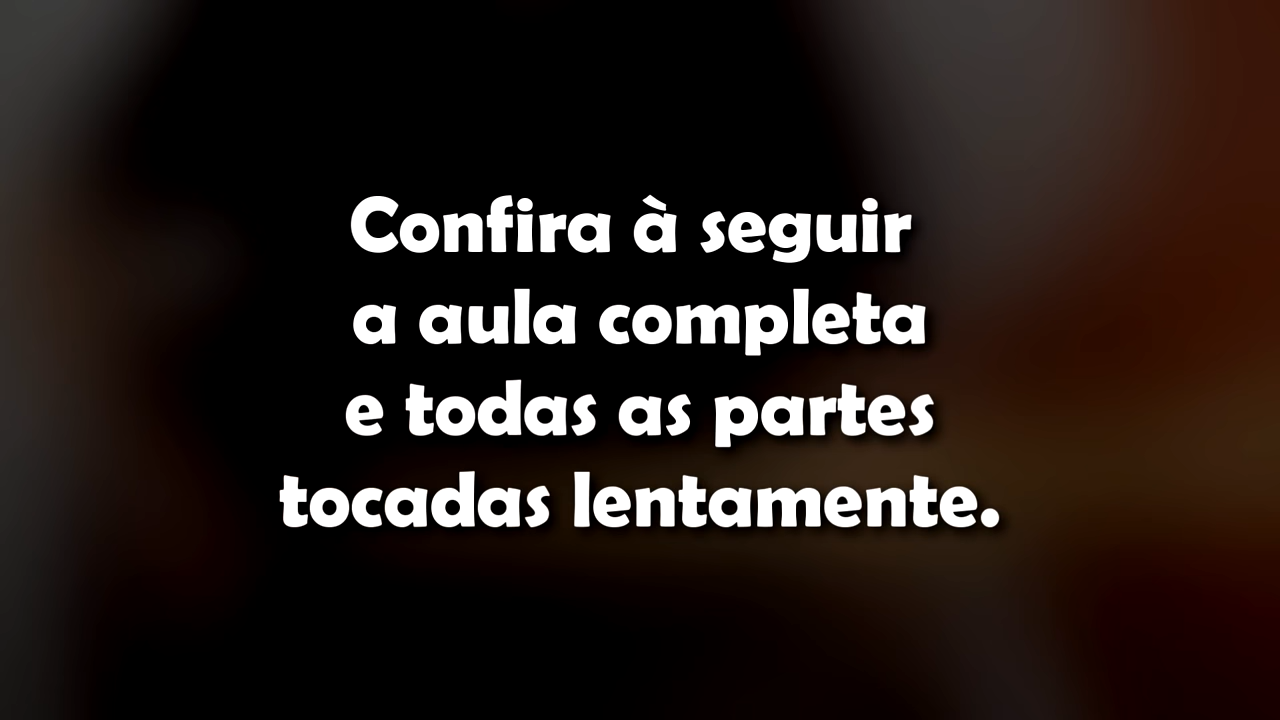 Confira à seguir
a aula completa
e todas as partes
tocadas lentamente.